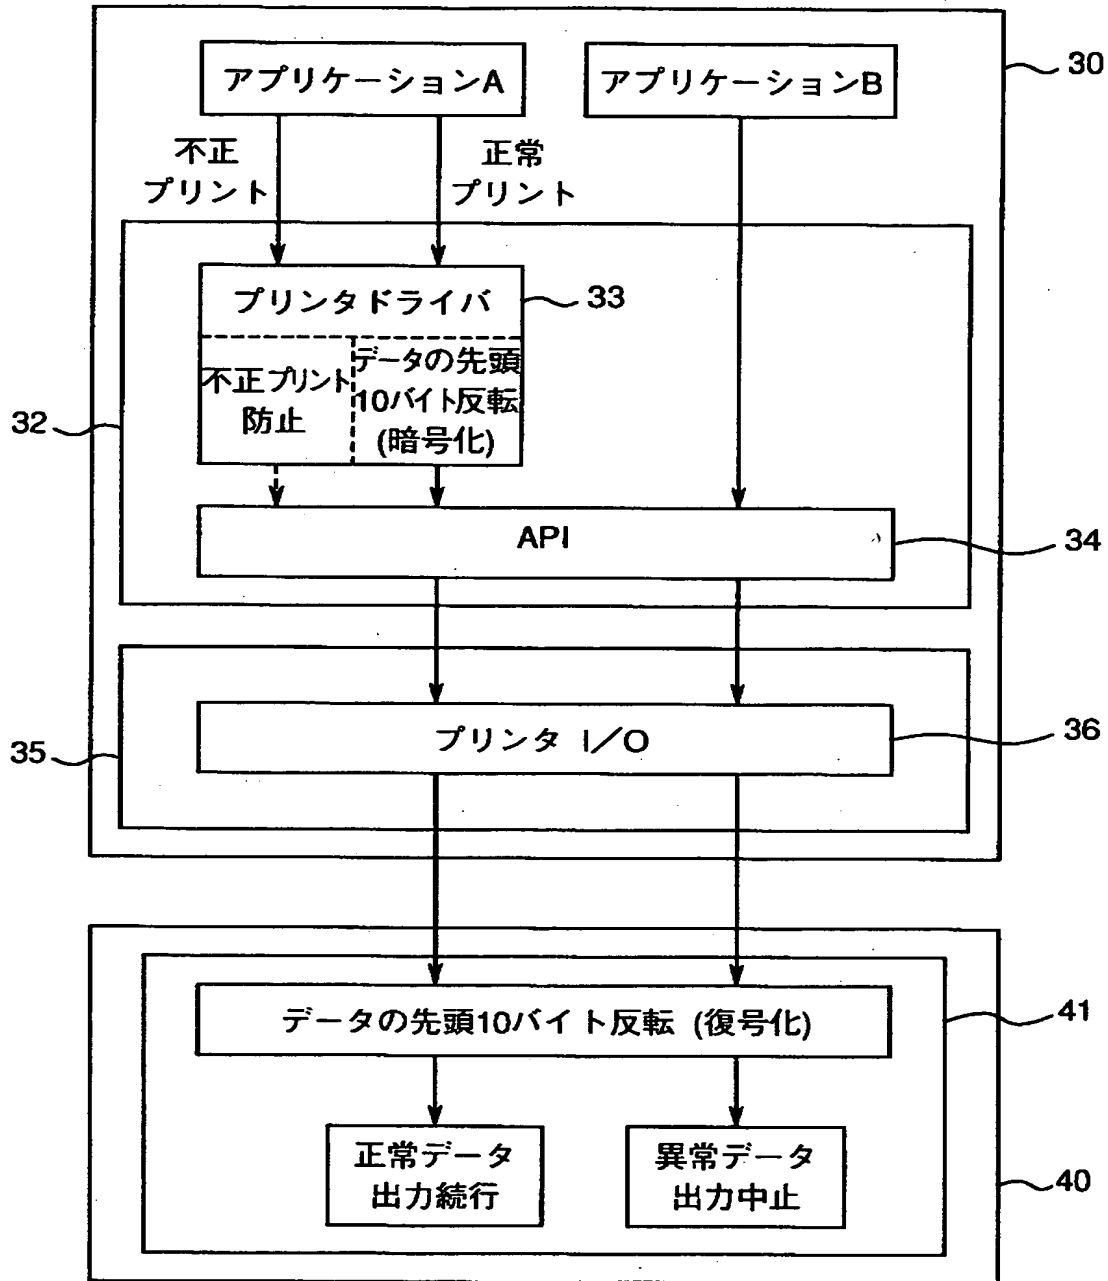 アプリケーションA
アプリケーションB
30
不正
プリント
正常
プリント
プリンタドライバ
33
不正プリント
防止
データの先頭
10バイト反転
(暗号化)
32
API
34
プリンタ I/O
36
35
データの先頭10バイト反転 (復号化)
41
正常データ
出力続行
異常データ
出力中止
40